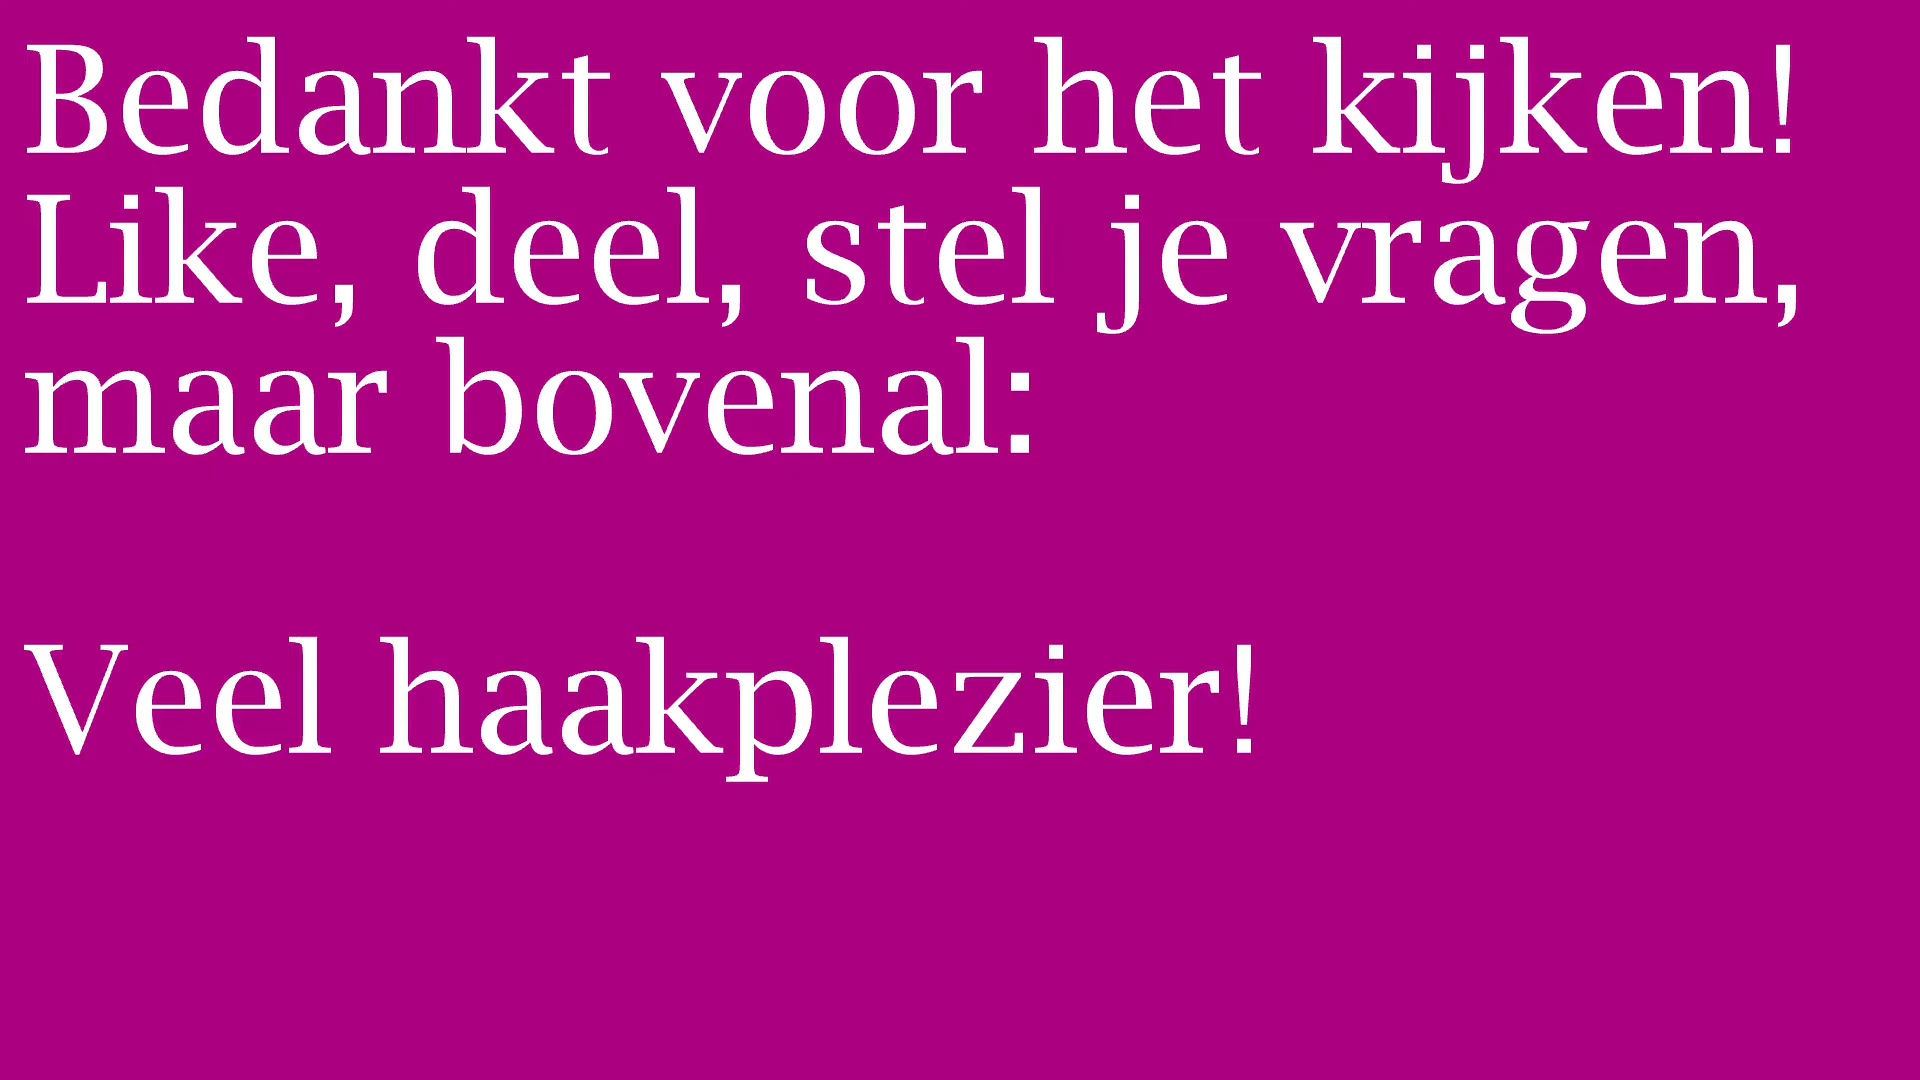 Bedankt voor het kijken!
Like, deel, stel je vragen,
maar bovenal:
Veel haakplezier!